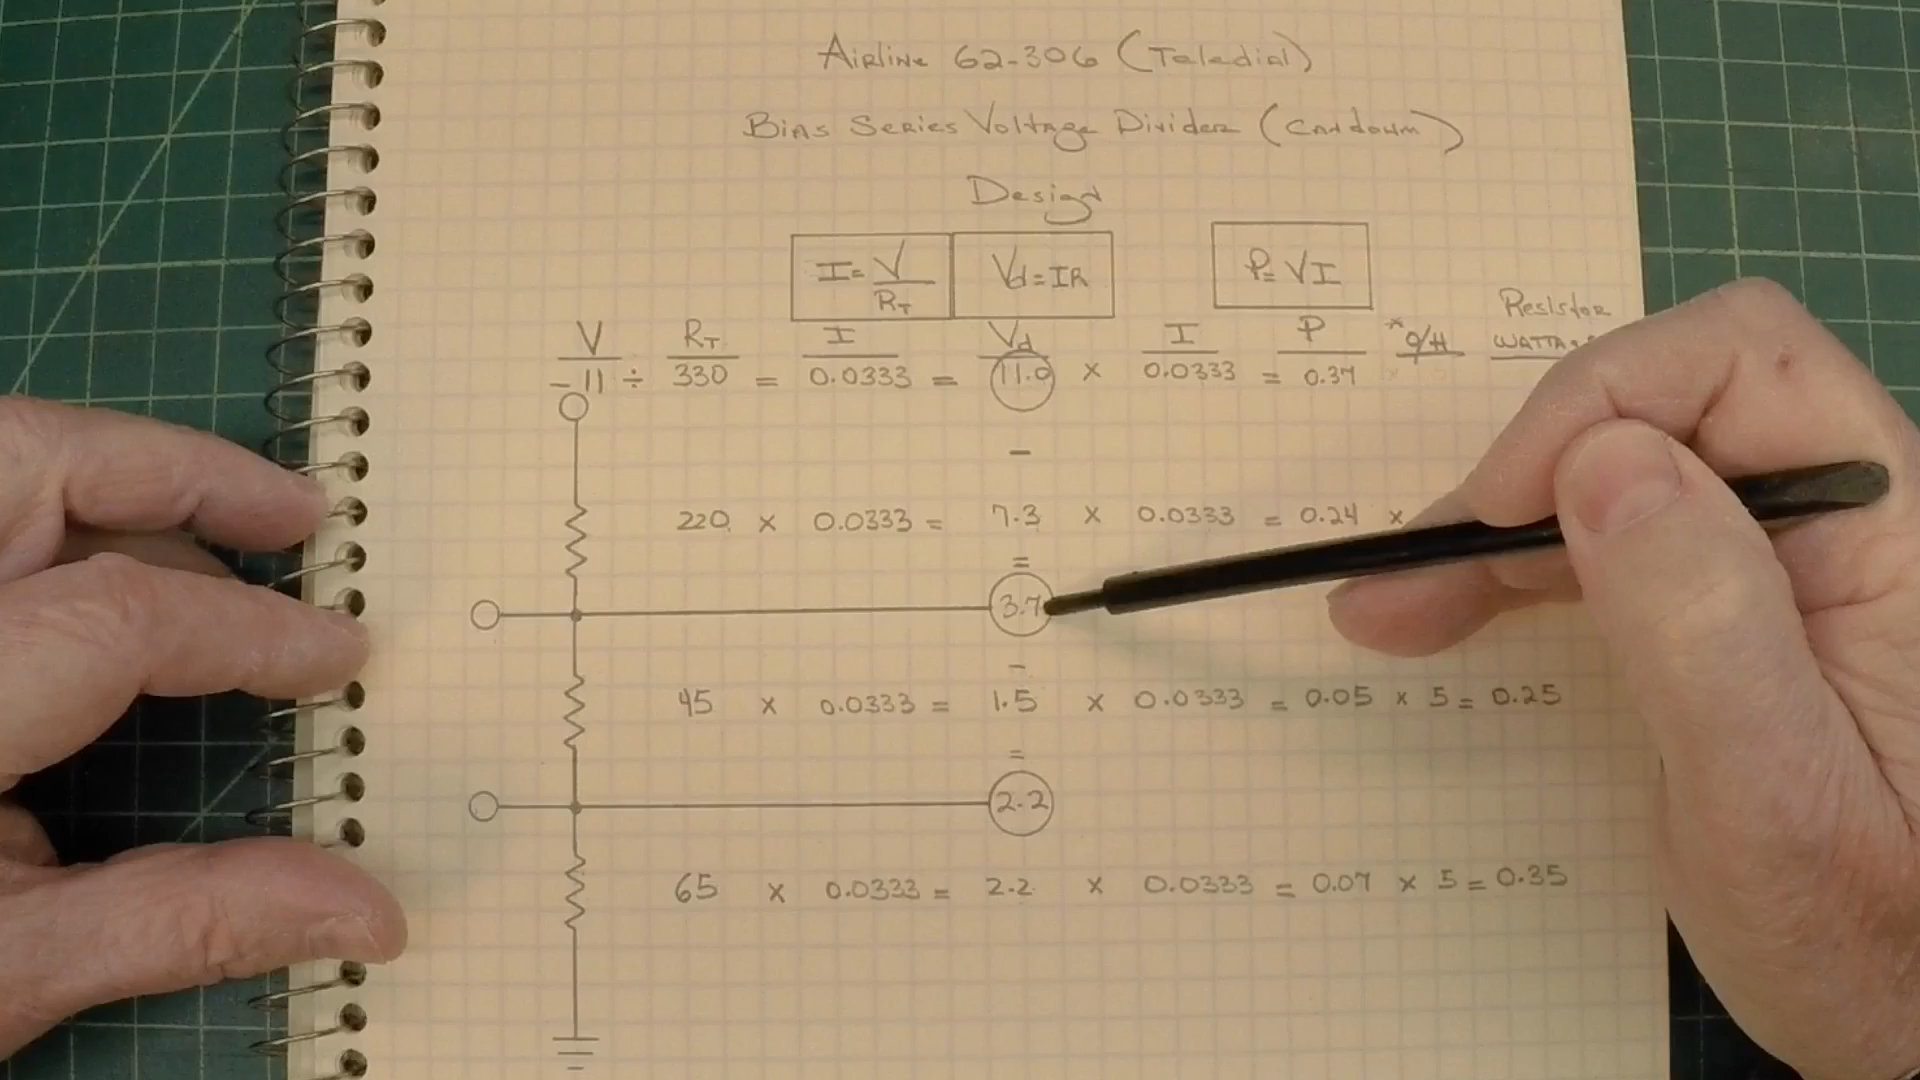 Airline 62-306 (Teledial)
Bias Series Voltage Divider (Candohm)
Design
I = V / RT Vd = IR P = VI
V RT I Vd I P * O/H Resistor
-11 ÷ 330 = 0.0333 = 11.0 × 0.0333 = 0.37
220 × 0.0333 = 7.3 × 0.0333 = 0.24 ×
=
3.7
-
45 × 0.0333 = 1.5 × 0.0333 = 0.05 × 5 = 0.25
=
2.2
65 × 0.0333 = 2.2 × 0.0333 = 0.07 × 5 = 0.35